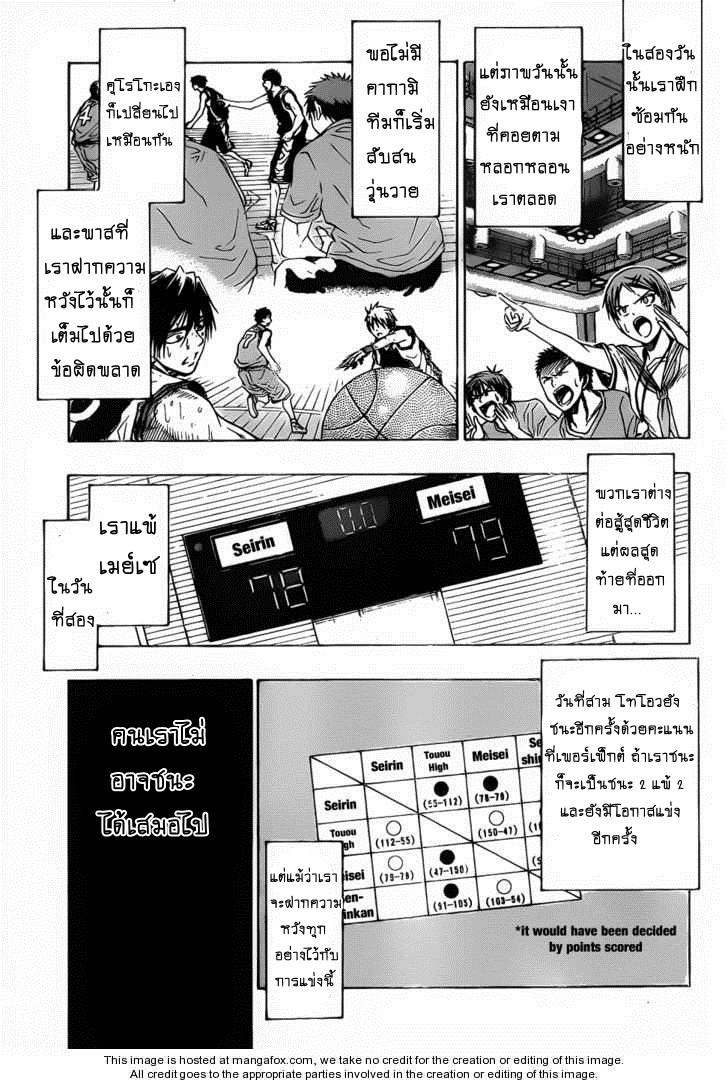 ในสองวัน
นั้นเราฝึก
ซ้อมกัน
อย่างหนัก
แต่ภาพวันนั้น
ยังเหมือนเงา
ที่คอยตาม
หลอกหลอน
เราตลอด
พอไม่มี
คากามิ
ทีมก็เริ่ม
สับสน
วุ่นวาย
คุโรโกะเอง
ก็เปลี่ยนไป
เหมือนกัน
และพาสที่
เราฝากความ
หวังไว้นั้นก็
เต็มไปด้วย
ข้อผิดพลาด
4
7
พวกเราต่าง
ต่อสู้สุดชีวิต
แต่ผลสุด
ท้ายที่ออก
มา...
Seirin
0.0
Meisei
78
79
เราแพ้
เมย์เซ
ในวัน
ที่สอง
วันที่สาม โทโอวยัง
ชนะอีกครั้งด้วยคะแนน
ที่เพอร์เฟ็กต์ ถ้าเราชนะ
ก็จะเป็นชนะ 2 แพ้ 2
และยังมีโอกาสแข่ง
อีกครั้ง
Seirin
Touou
High
Meisei
Se
shi
Seirin
(55-112)
(78-79)
Touou
gh
(112-55)
(150-47)
eisei
(79-78)
(47-150)
en-
inkan
(91-105)
(103-54)
*it would have been decided
by points scored
แต่แม้ว่าเรา
จะฝากความ
หวังทุก
อย่างไว้กับ
การแข่งนี้
คนเราไม่
อาจชนะ
ได้เสมอไป
This image is hosted at mangafox.com, we take no credit for the creation or editing of this image.
All credit goes to the appropriate parties involved in the creation or editing of this image.